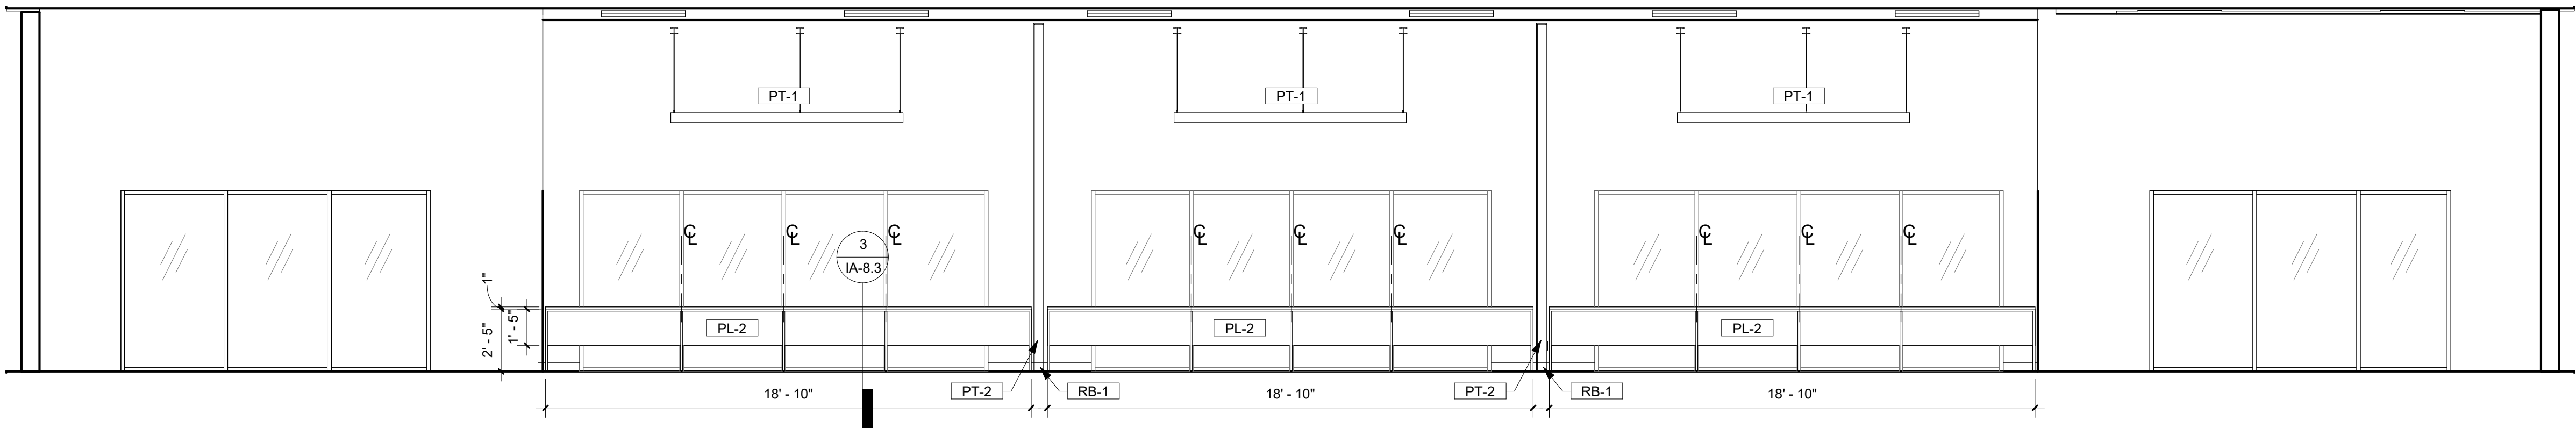 PT-1
PT-1
PT-1
℄
℄
℄
℄
℄
℄
℄
℄
℄
3
IA-8.3
1"
2' - 5"
1' - 5"
PL-2
PL-2
PL-2
PT-2
RB-1
PT-2
RB-1
18' - 10"
18' - 10"
18' - 10"